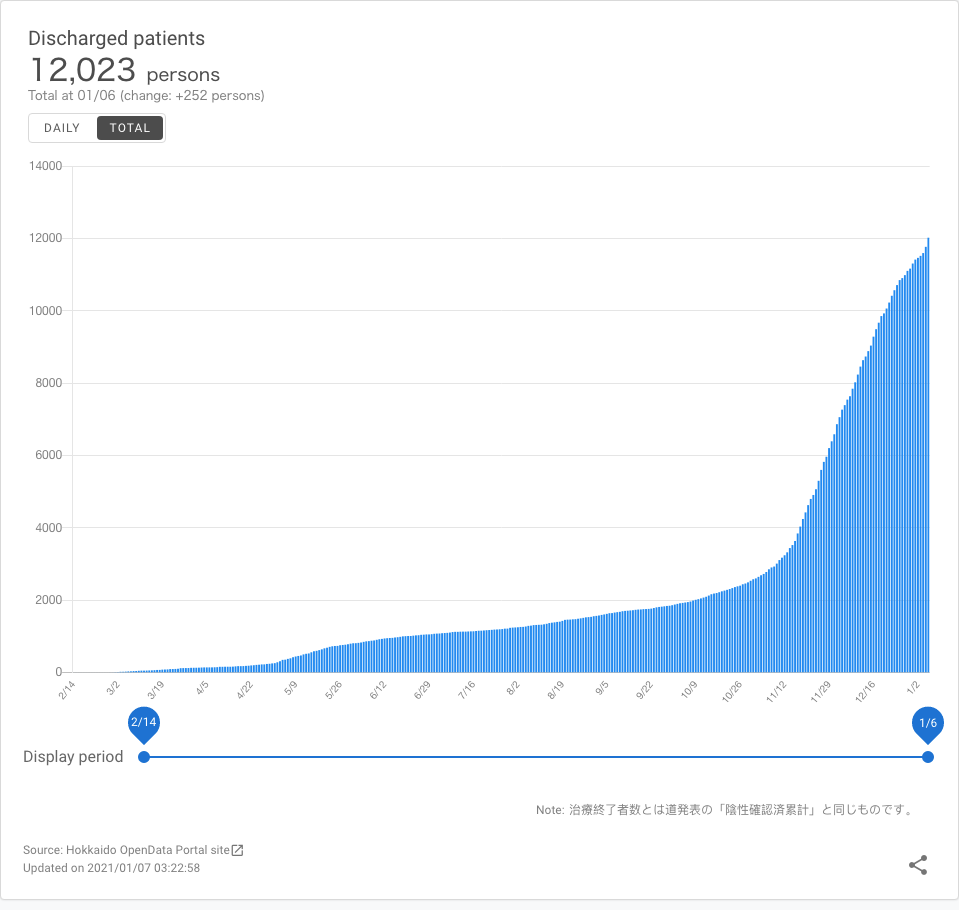 Discharged patients
12,023 persons
Total at 01/06 (change: +252 persons)
DAILY TOTAL
14000
12000
10000
8000
6000
4000
2000
0
2/14 3/2 3/19 4/5 4/22 5/9 5/26 6/12 6/29 7/16 8/2 8/19 9/5 9/22 10/9 10/26 11/12 11/29 12/16 1/2
2/14 1/6
Display period
Note: 治療終了者数とは道発表の「陰性確認済累計」と同じものです。
Source: Hokkaido OpenData Portal site
Updated on 2021/01/07 03:22:58